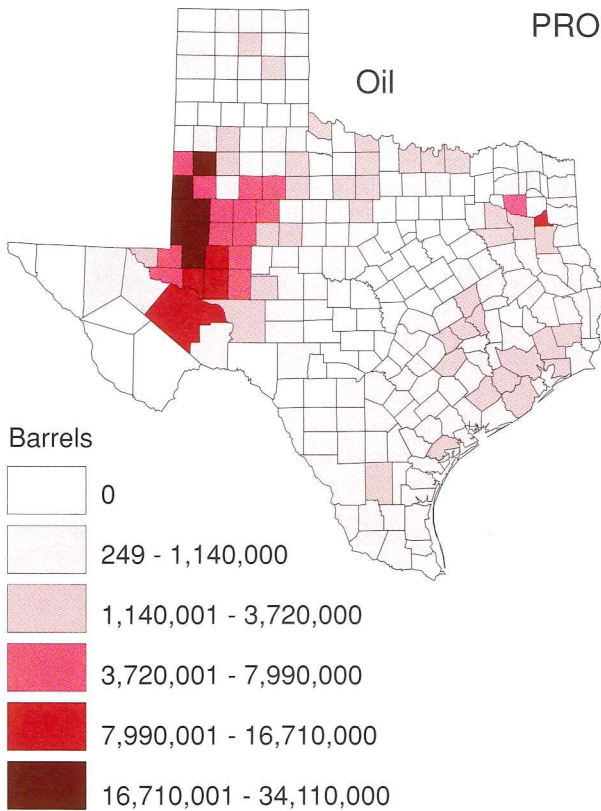 PRO
Oil
Barrels
0
249 - 1,140,000
1,140,001 - 3,720,000
3,720,001 - 7,990,000
7,990,001 - 16,710,000
16,710,001 - 34,110,000